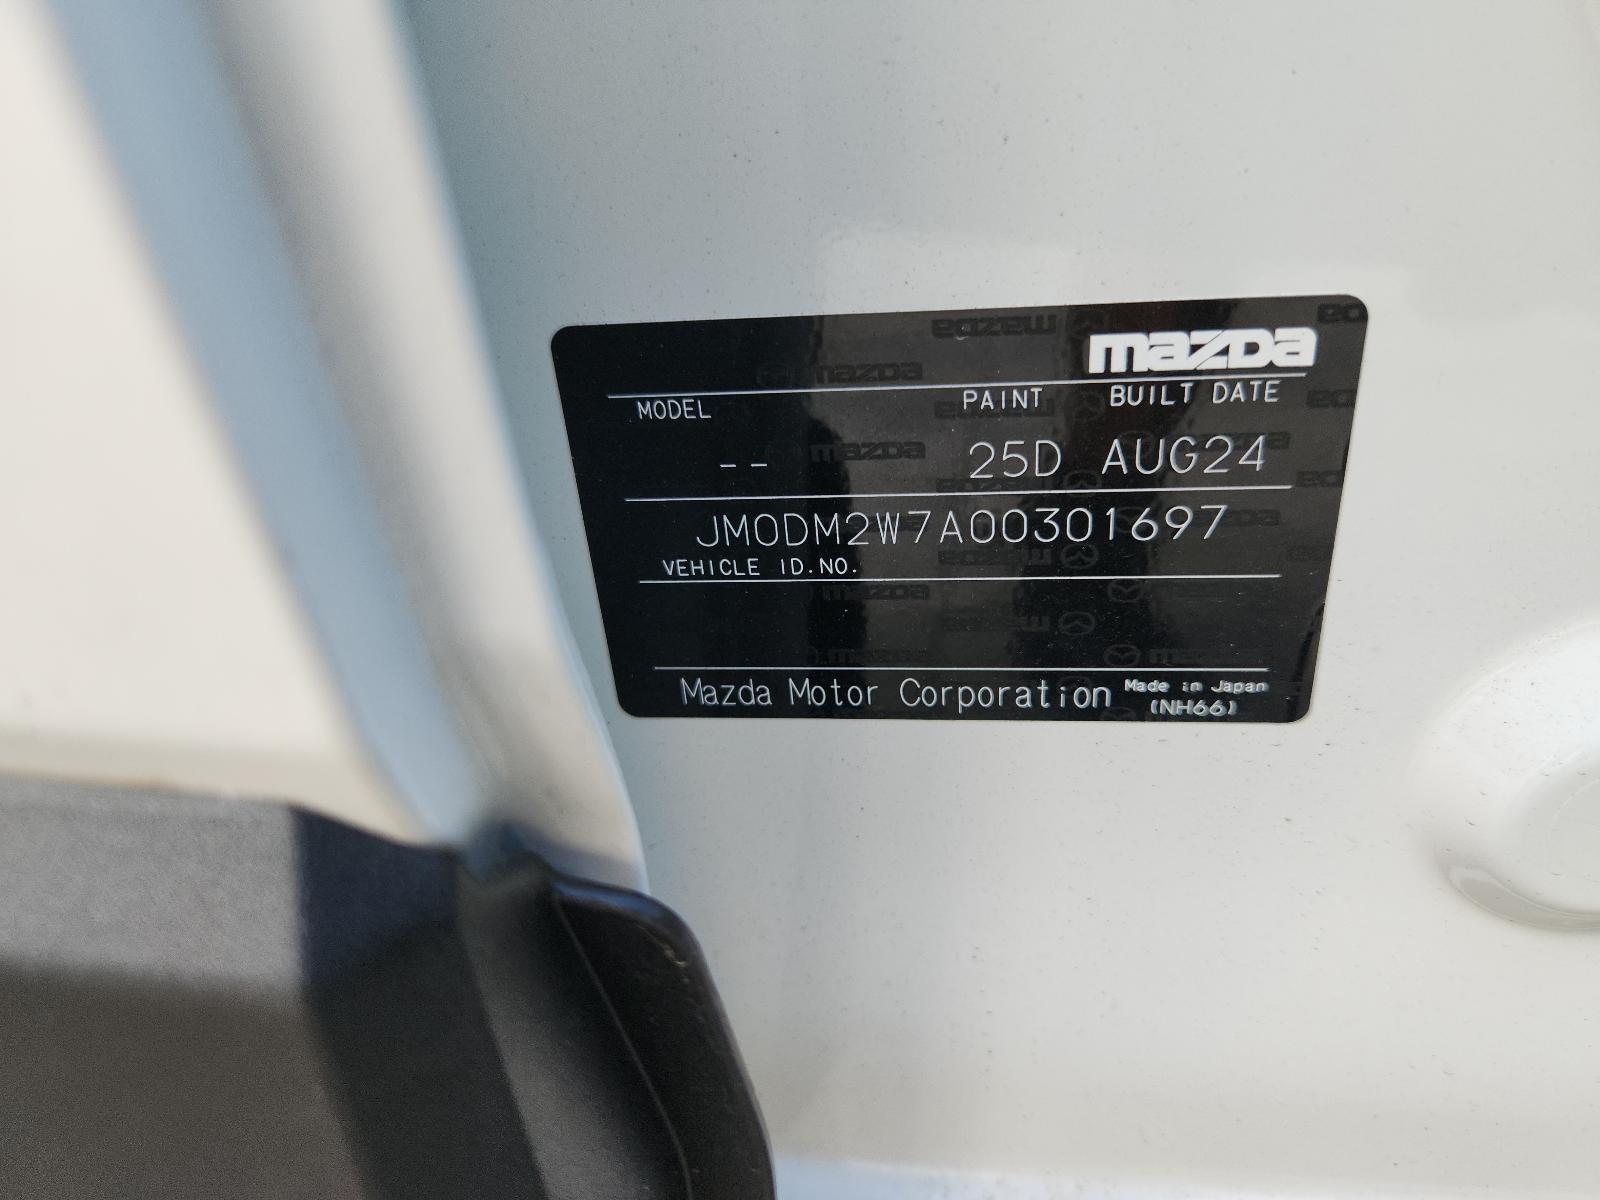 mazda
MODEL PAINT BUILT DATE
-- 25D AUG24
JM0DM2W7A00301697
VEHICLE ID.NO.
Mazda Motor Corporation Made in Japan
(NH66)